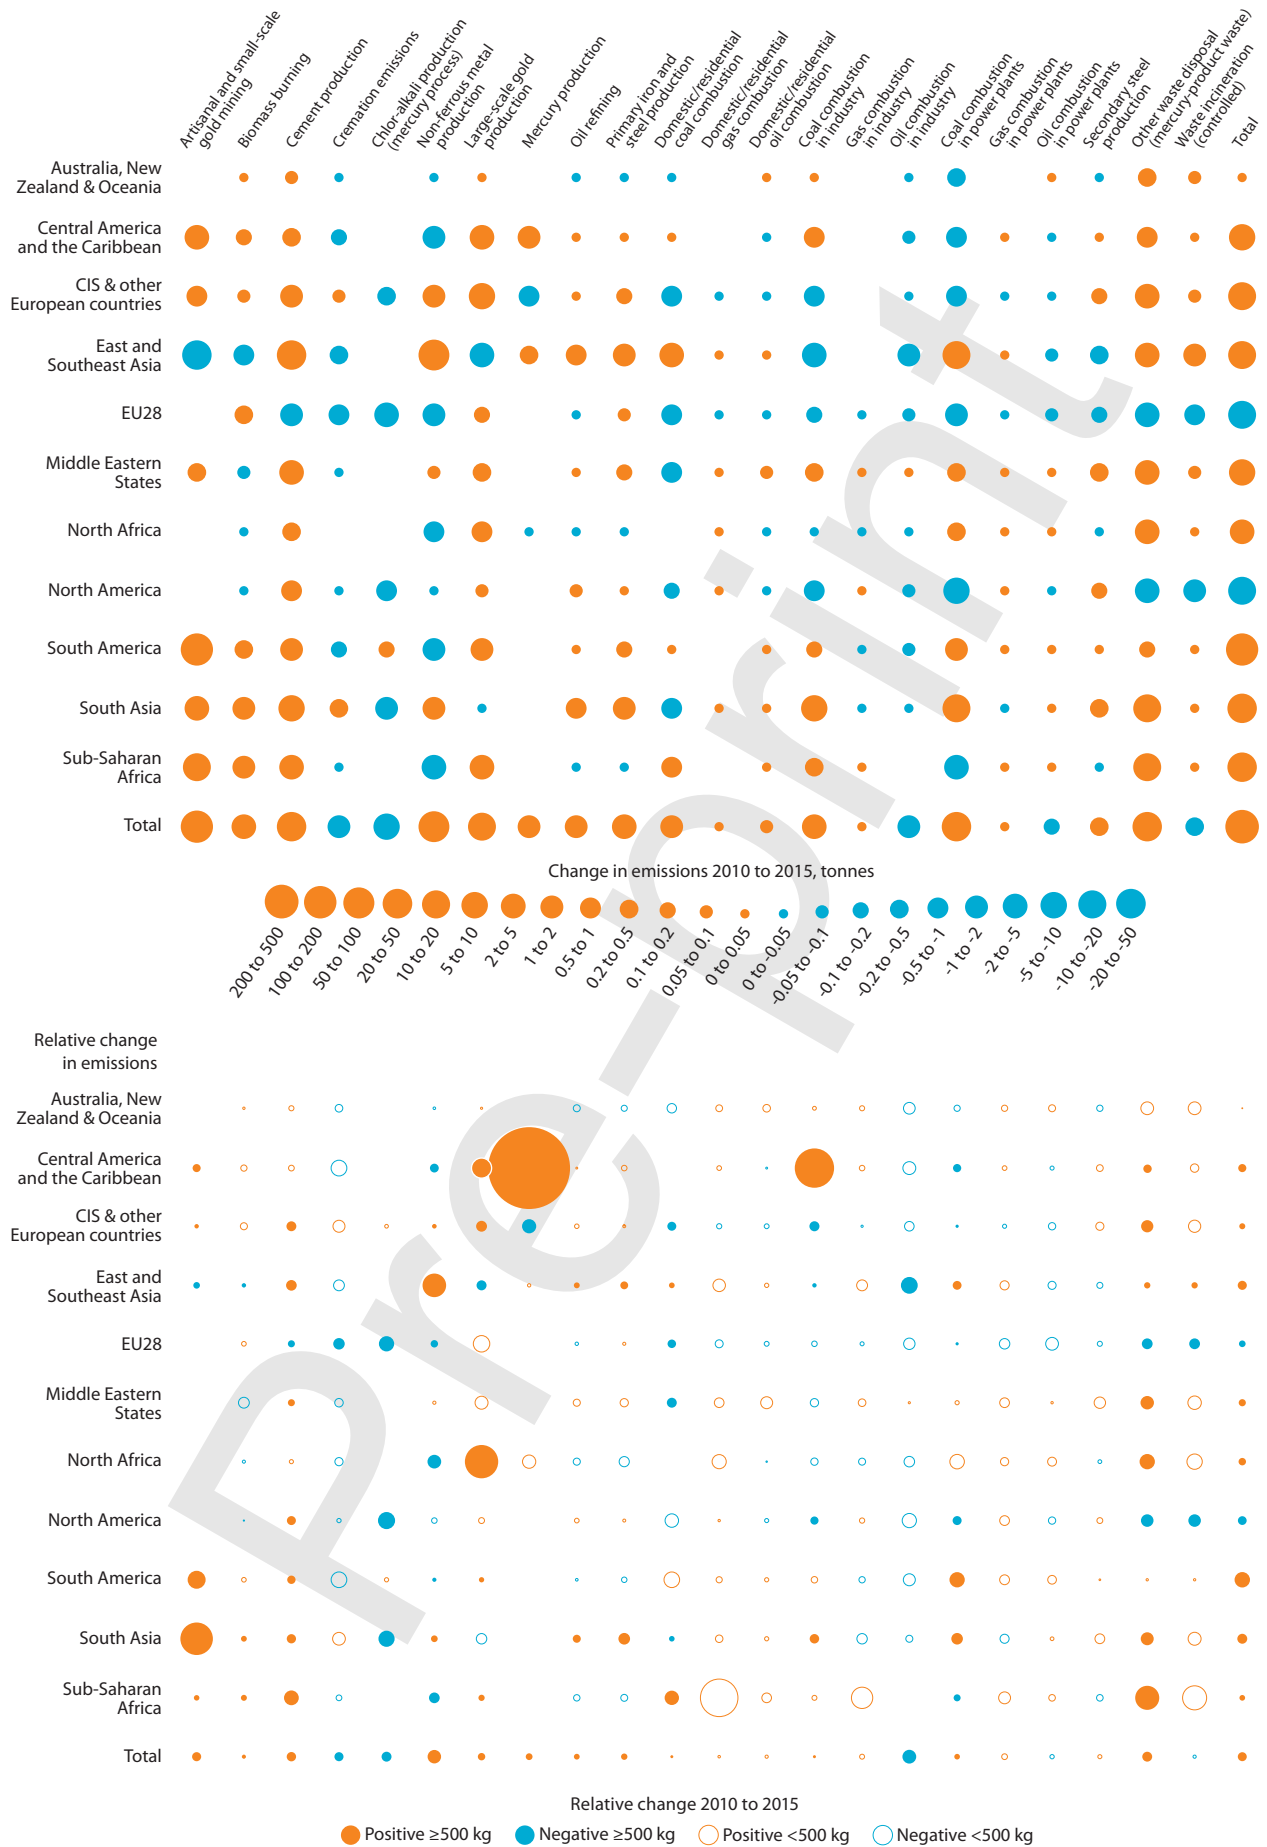 Artisanal and small-scale
gold mining
Biomass burning
Cement production
Cremation emissions
Chlor-alkali production
(mercury process)
Non-ferrous metal
production
Large-scale gold
production
Mercury production
Oil refining
Primary iron and
steel production
Domestic/residential
coal combustion
Domestic/residential
gas combustion
Domestic/residential
oil combustion
Coal combustion
in industry
Gas combustion
in industry
Oil combustion
in industry
Coal combustion
in power plants
Gas combustion
in power plants
Oil combustion
in power plants
Secondary steel
production
Other waste disposal
(mercury-product waste)
Waste incineration
(controlled)
Total
Australia, New
Zealand & Oceania
Central America
and the Caribbean
CIS & other
European countries
East and
Southeast Asia
EU28
Middle Eastern
States
North Africa
North America
South America
South Asia
Sub-Saharan
Africa
Total
Change in emissions 2010 to 2015, tonnes
200 to 500
100 to 200
50 to 100
20 to 50
10 to 20
5 to 10
2 to 5
1 to 2
0.5 to 1
0.2 to 0.5
0.1 to 0.2
0.05 to 0.1
0 to 0.05
0 to -0.05
-0.05 to -0.1
-0.1 to -0.2
-0.2 to -0.5
-0.5 to -1
-1 to -2
-2 to -5
-5 to -10
-10 to -20
-20 to -50
Relative change
in emissions
Australia, New
Zealand & Oceania
Central America
and the Caribbean
CIS & other
European countries
East and
Southeast Asia
EU28
Middle Eastern
States
North Africa
North America
South America
South Asia
Sub-Saharan
Africa
Total
Relative change 2010 to 2015
Positive ≥500 kg
Negative ≥500 kg
Positive <500 kg
Negative <500 kg
Pre-print